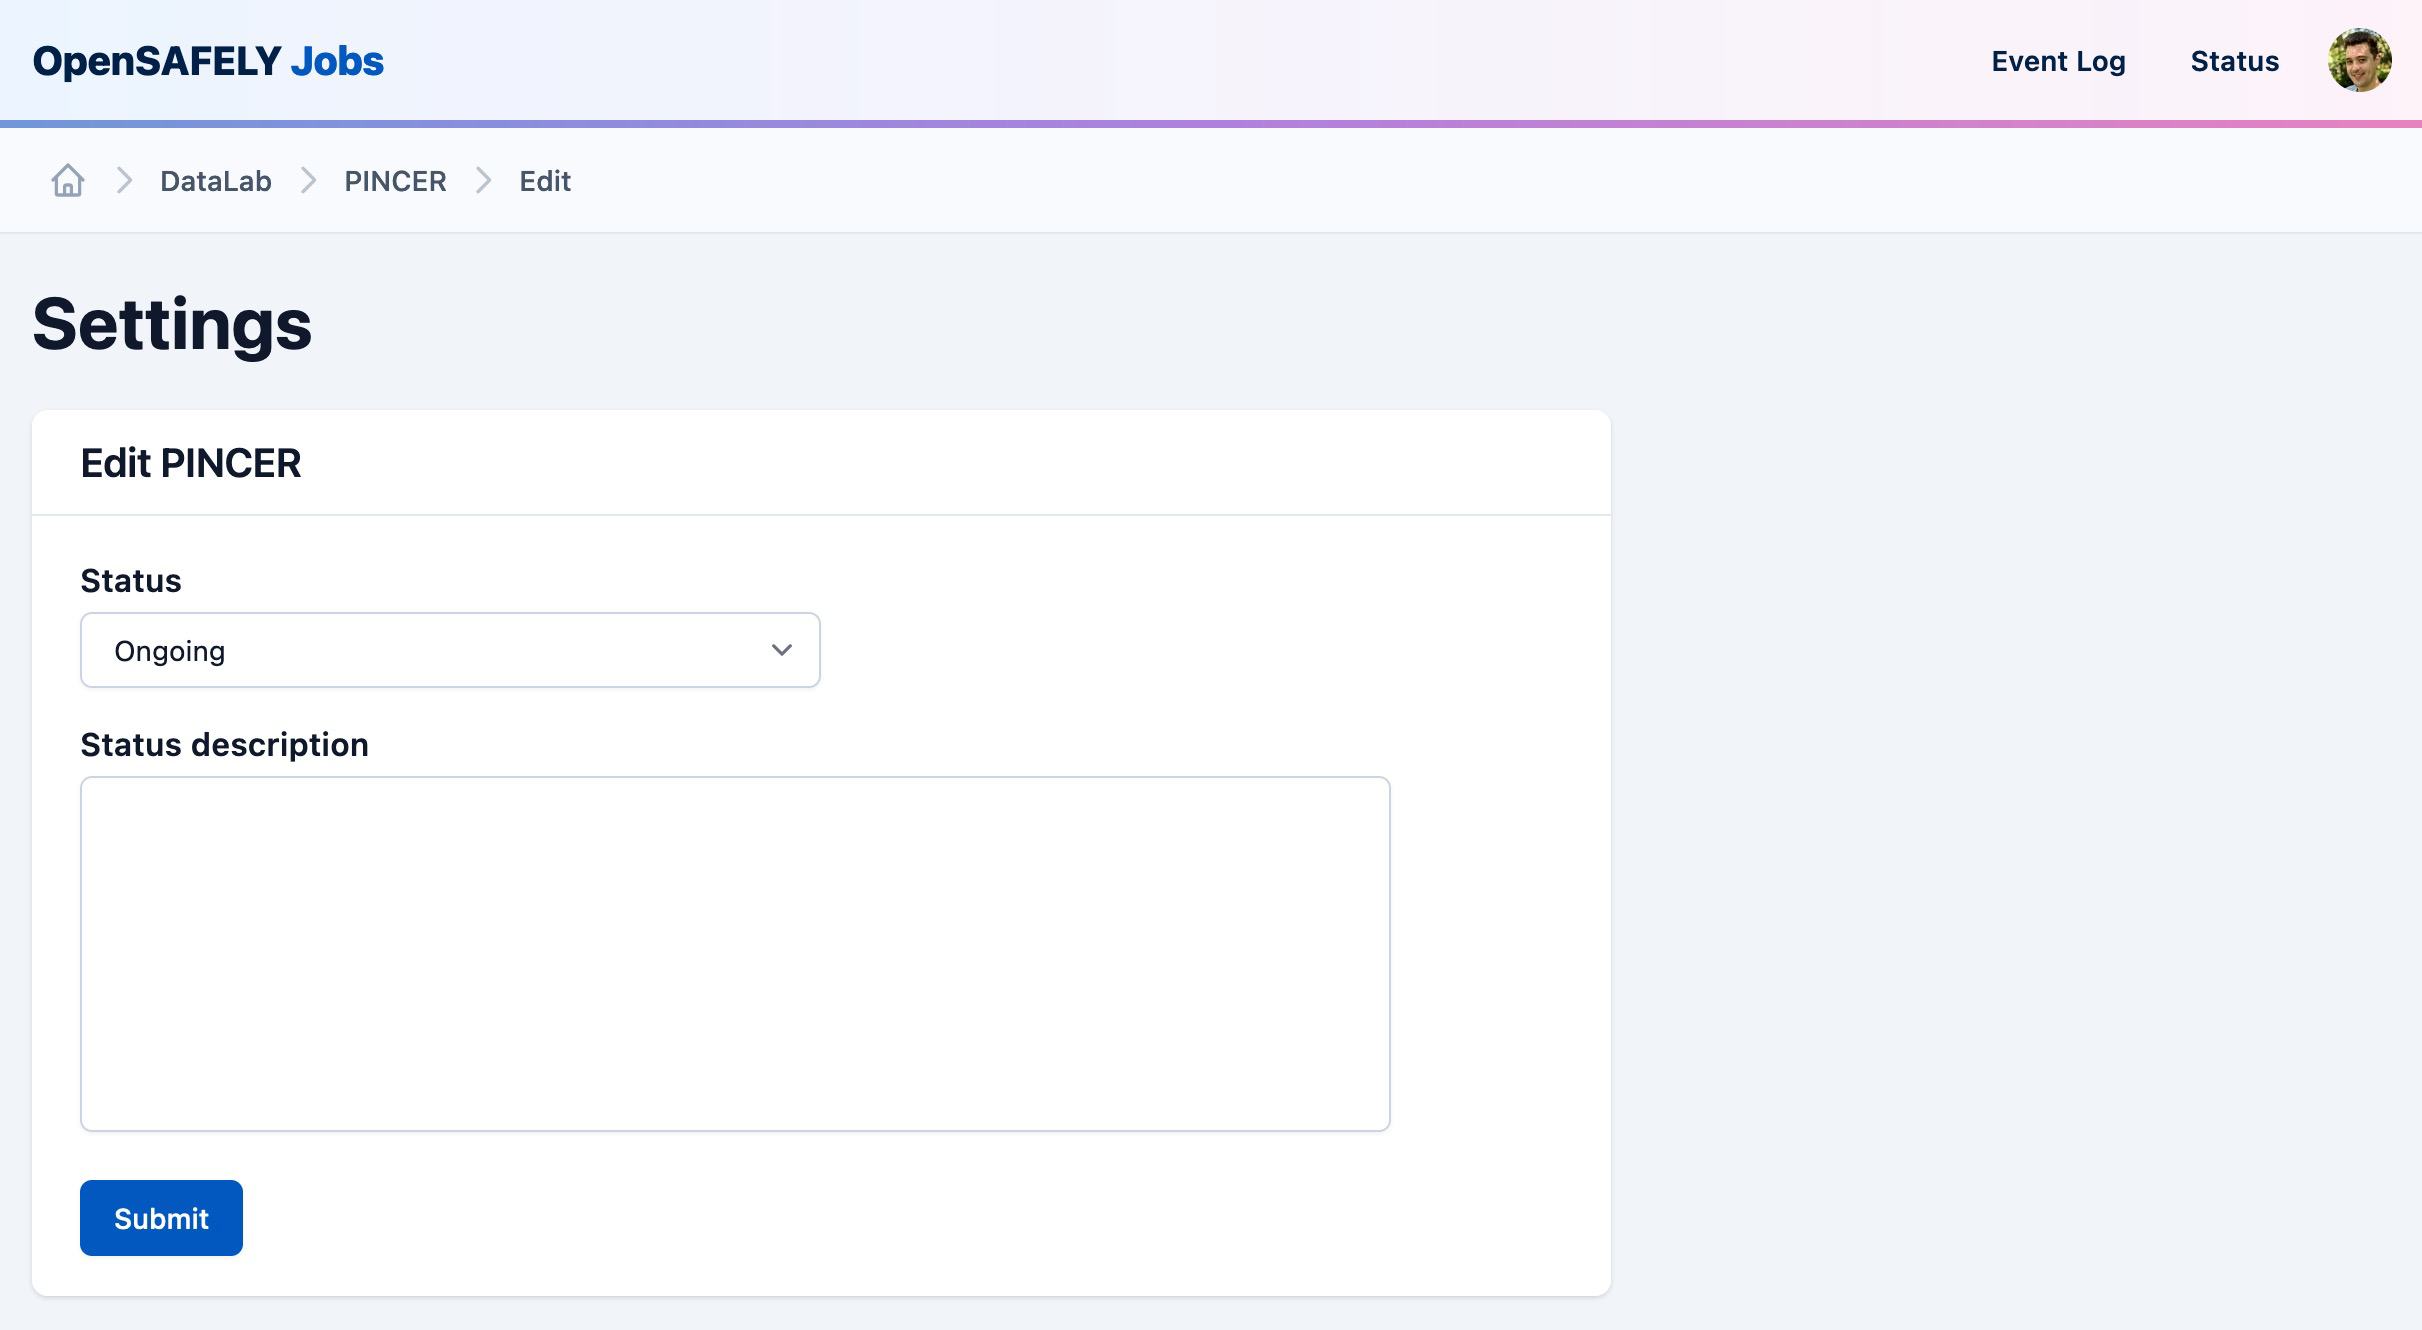 OpenSAFELY Jobs
Event Log
Status
DataLab
PINCER
Edit
Settings
Edit PINCER
Status
Ongoing
Status description
Submit